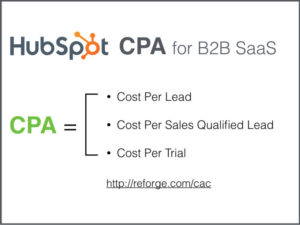 HubSpot CPA for B2B SaaS
• Cost Per Lead
CPA = • Cost Per Sales Qualified Lead
• Cost Per Trial
http://reforge.com/cac